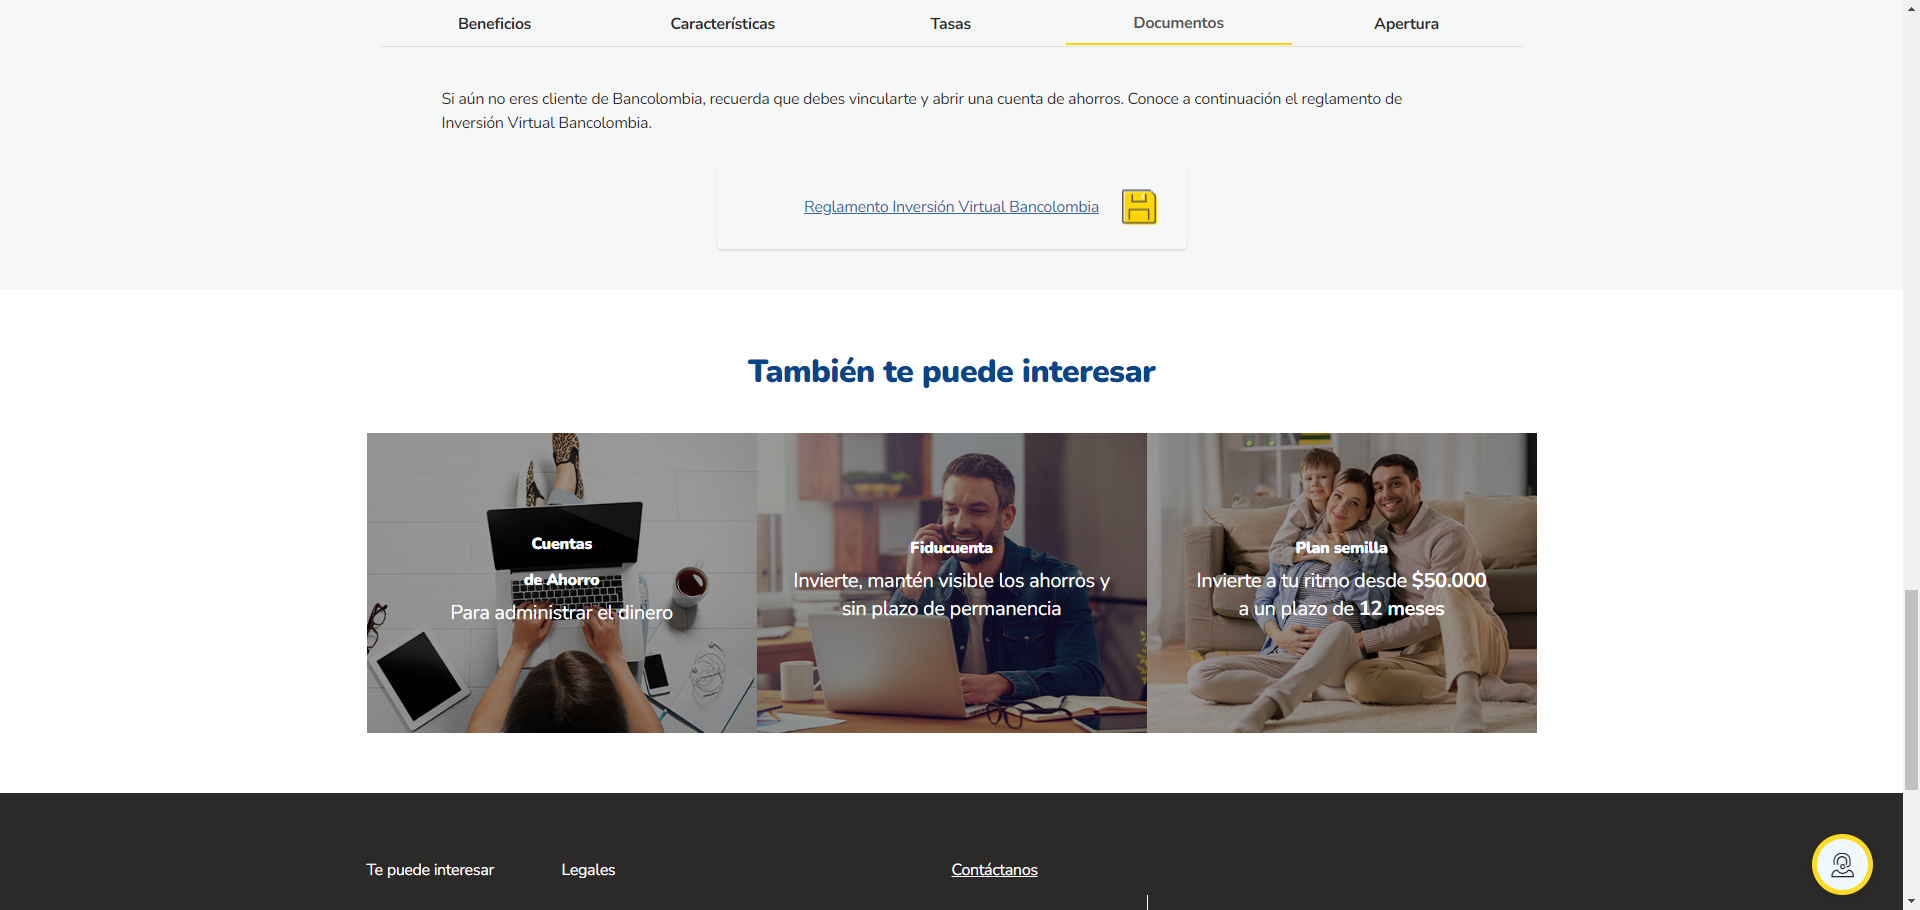 Beneficios
Características
Tasas
Documentos
Apertura
Si aún no eres cliente de Bancolombia, recuerda que debes vincularte y abrir una cuenta de ahorros. Conoce a continuación el reglamento de
Inversión Virtual Bancolombia.
Reglamento Inversión Virtual Bancolombia
También te puede interesar
Cuentas
de Ahorro
Para administrar el dinero
Fiducuenta
Invierte, mantén visible los ahorros y
sin plazo de permanencia
Plan semilla
Invierte a tu ritmo desde $50.000
a un plazo de 12 meses
Te puede interesar
Legales
Contáctanos